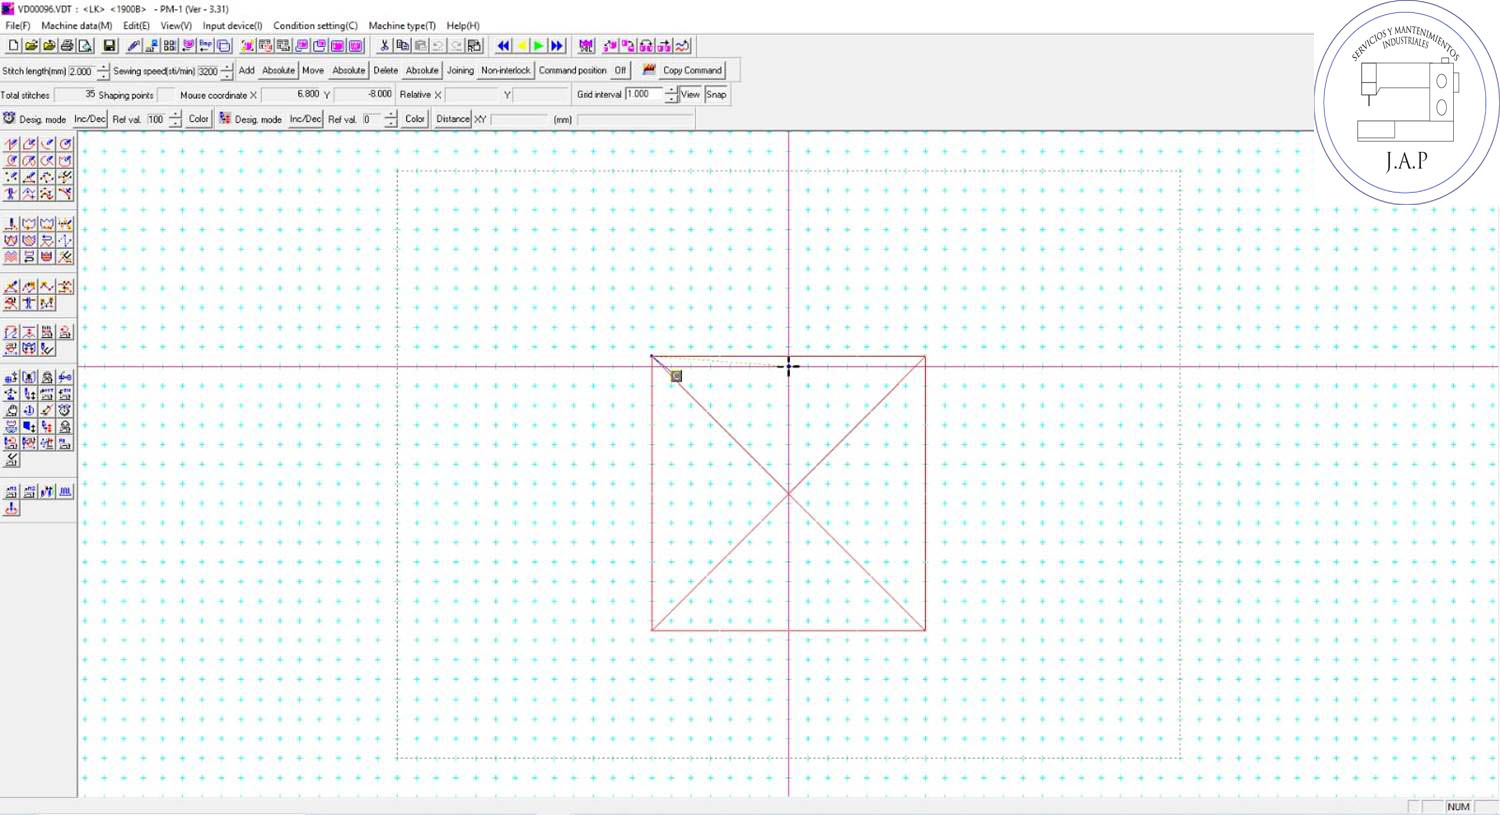 VD00096.VDT : <LK> <1900B> - PM-1 (Ver - 3.31)
File(F) Machine data(M) Edit(E) View(V) Input device(I) Condition setting(C) Machine type(T) Help(H)
Stitch length(mm) 2.000 Sewing speed(sti/min) 3200 Add Absolute Move Absolute Delete Absolute Joining Non-interlock Command position Off Copy Command
Total stitches 35 Shaping points Mouse coordinate X 6.800 Y -8.000 Relative X Y Grid interval 1.000 View Snap
Desig. mode Inc/Dec Ref val. 100 Color Desig. mode Inc/Dec Ref val. 0 Color Distance XY (mm)
SERVICIOS Y MANTENIMIENTOS
INDUSTRIALES
J.A.P
NUM